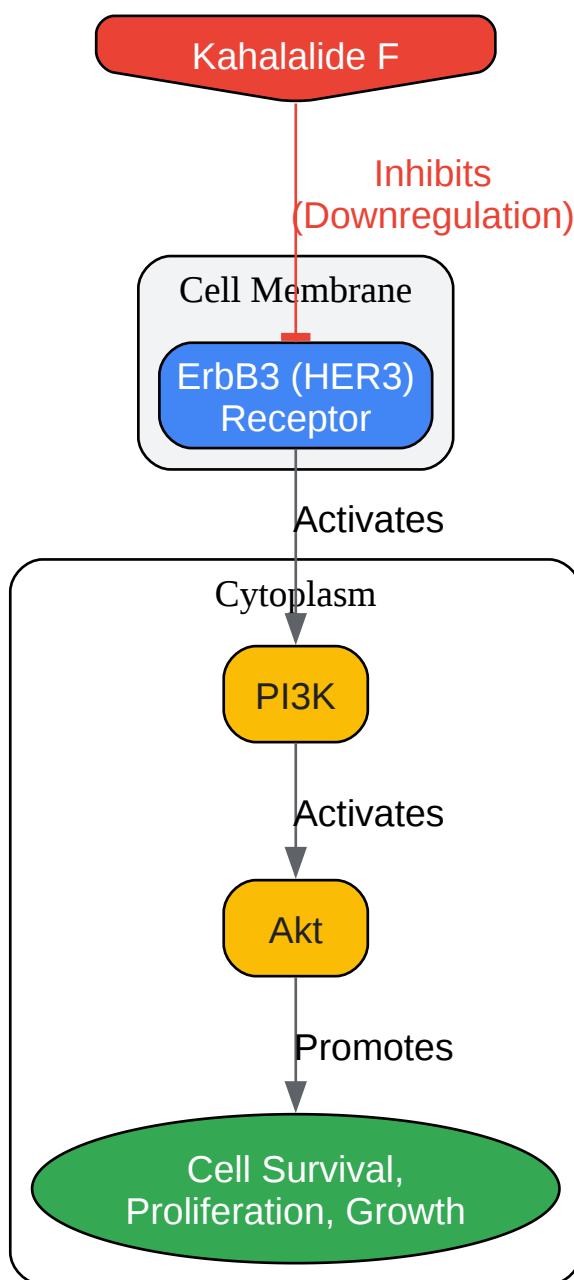 Kahalalide F
Inhibits
(Downregulation)
Cell Membrane
ErbB3 (HER3)
Receptor
Activates
Cytoplasm
PI3K
Activates
Akt
Promotes
Cell Survival,
Proliferation, Growth